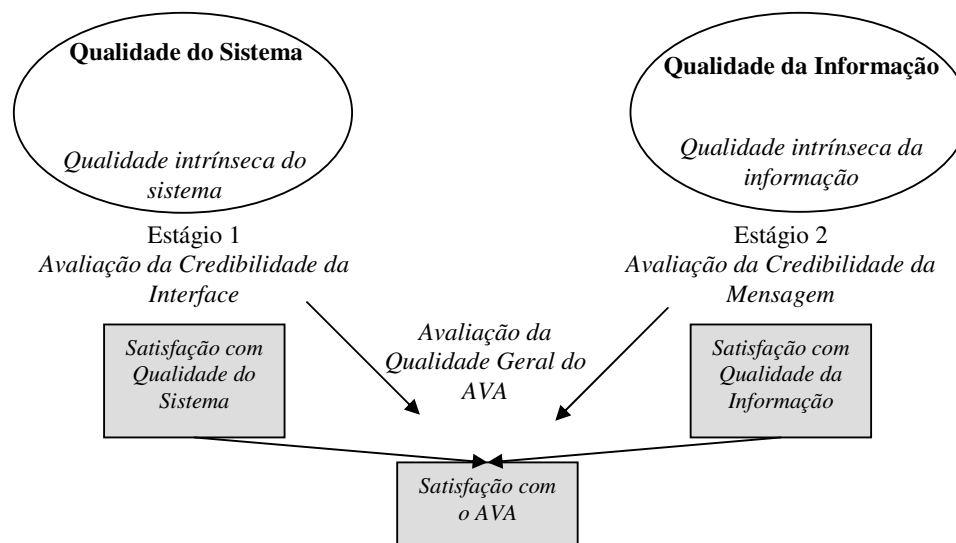 Qualidade do Sistema
Qualidade intrínseca do
sistema
Qualidade da Informação
Qualidade intrínseca da
informação
Estágio 1
Avaliação da Credibilidade da
Interface
Estágio 2
Avaliação da Credibilidade da
Mensagem
Satisfação com
Qualidade do
Sistema
Avaliação da
Qualidade Geral do
AVA
Satisfação com
Qualidade da
Informação
Satisfação com
o AVA